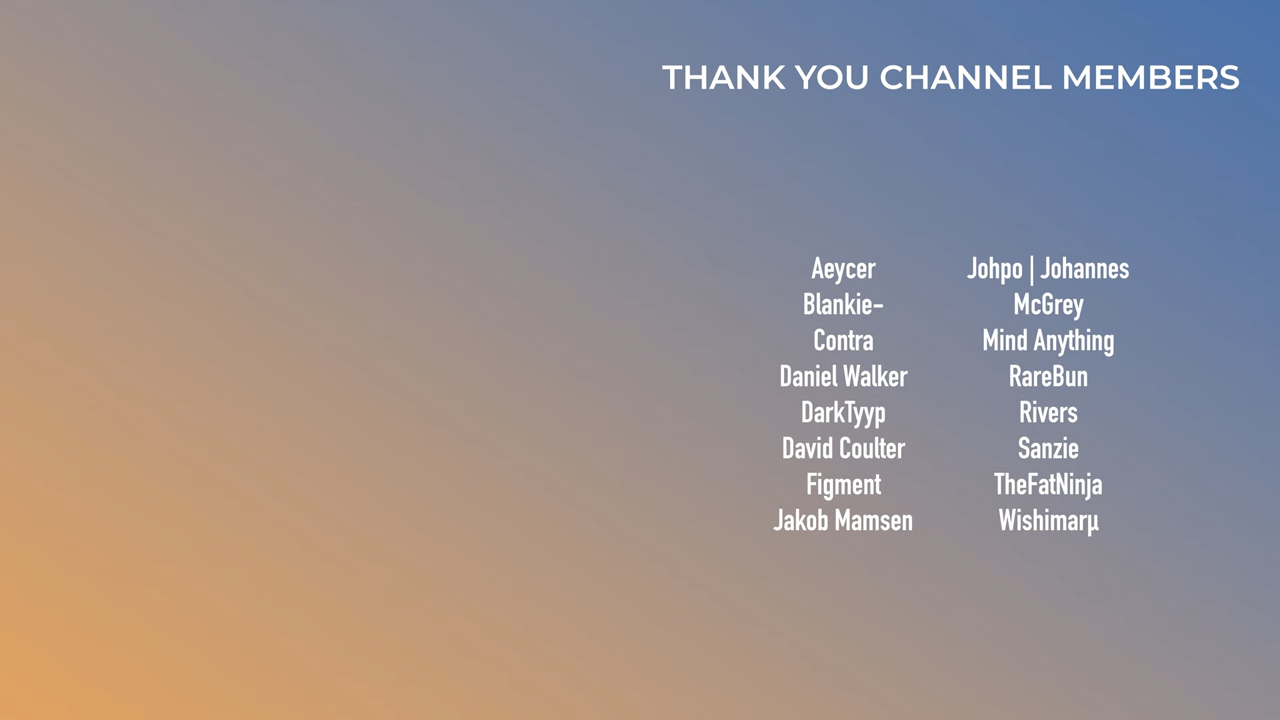 THANK YOU CHANNEL MEMBERS
Aeycer
Blankie-
Contra
Daniel Walker
DarkTyyp
David Coulter
Figment
Jakob Mamsen
Johpo | Johannes
McGrey
Mind Anything
RareBun
Rivers
Sanzie
TheFatNinja
Wishimarµ